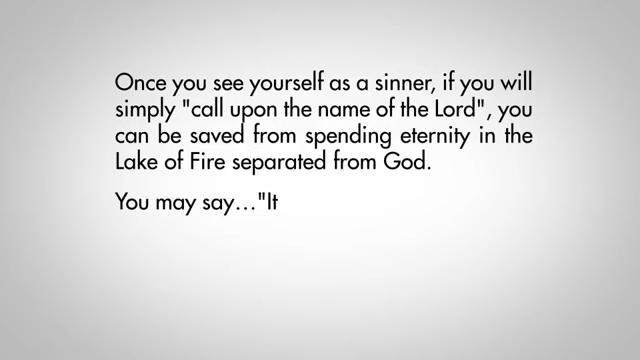 Once you see yourself as a sinner, if you will
simply "call upon the name of the Lord", you
can be saved from spending eternity in the
Lake of Fire separated from God.
You may say…"It